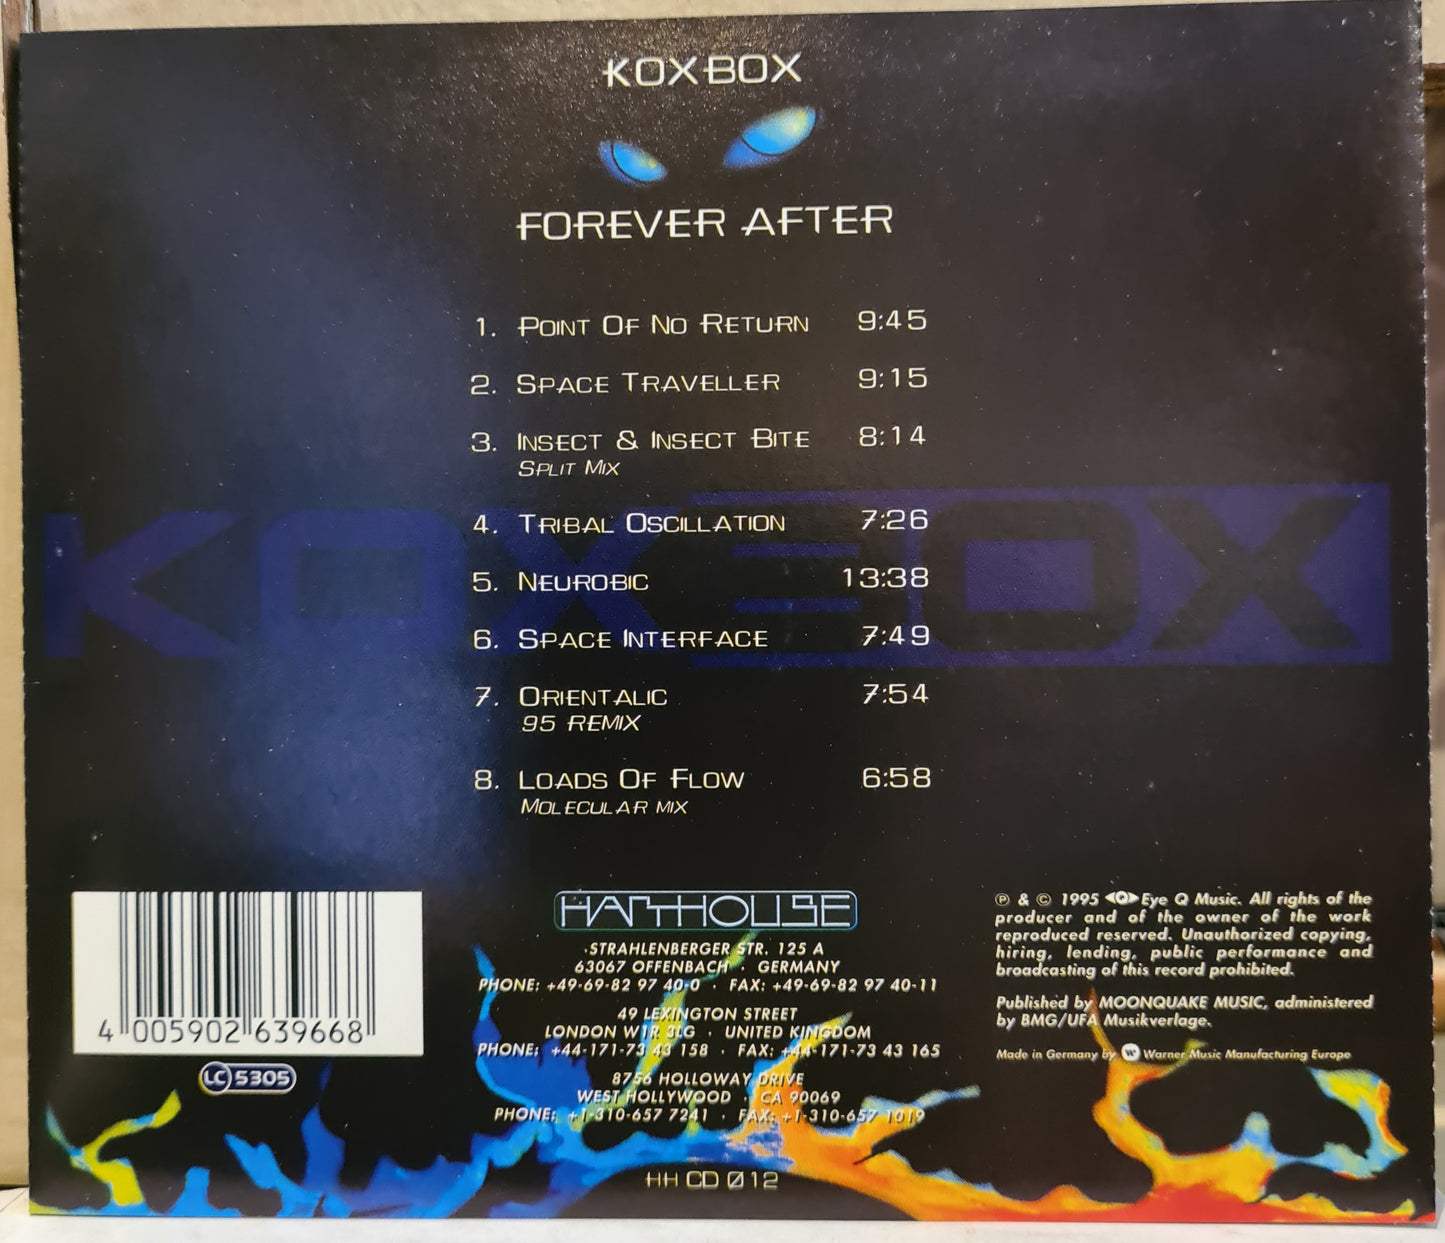 KOXBOX
FOREVER AFTER
1. POINT OF NO RETURN 9:45
2. SPACE TRAVELLER 9:15
3. INSECT & INSECT BITE 8:14
SPLIT MIX
4. TRIBAL OSCILLATION 7:26
5. NEUROBIC 13:38
6. SPACE INTERFACE 7:49
7. ORIENTALIC 7:54
95 REMIX
8. LOADS OF FLOW 6:58
MOLECULAR MIX
KOXBOX
4 005902 639668
LC 5305
HARTHOUSE
STRAHLENBERGER STR. 125 A
63067 OFFENBACH · GERMANY
PHONE: +49-69-82 97 40-0 · FAX: +49-69-82 97 40-11
49 LEXINGTON STREET
LONDON W1R 3LG · UNITED KINGDOM
PHONE: +44-171-73 43 158 · FAX: +44-171-73 43 165
8756 HOLLOWAY DRIVE
WEST HOLLYWOOD · CA 90069
PHONE: +1-310-657 7241 · FAX: +1-310-657 1019
HH CD 012
℗ & © 1995 Eye Q Music. All rights of the
producer and of the owner of the work
reproduced reserved. Unauthorized copying,
hiring, lending, public performance and
broadcasting of this record prohibited.
Published by MOONQUAKE MUSIC, administered
by BMG/UFA Musikverlage.
Made in Germany by W Warner Music Manufacturing Europe